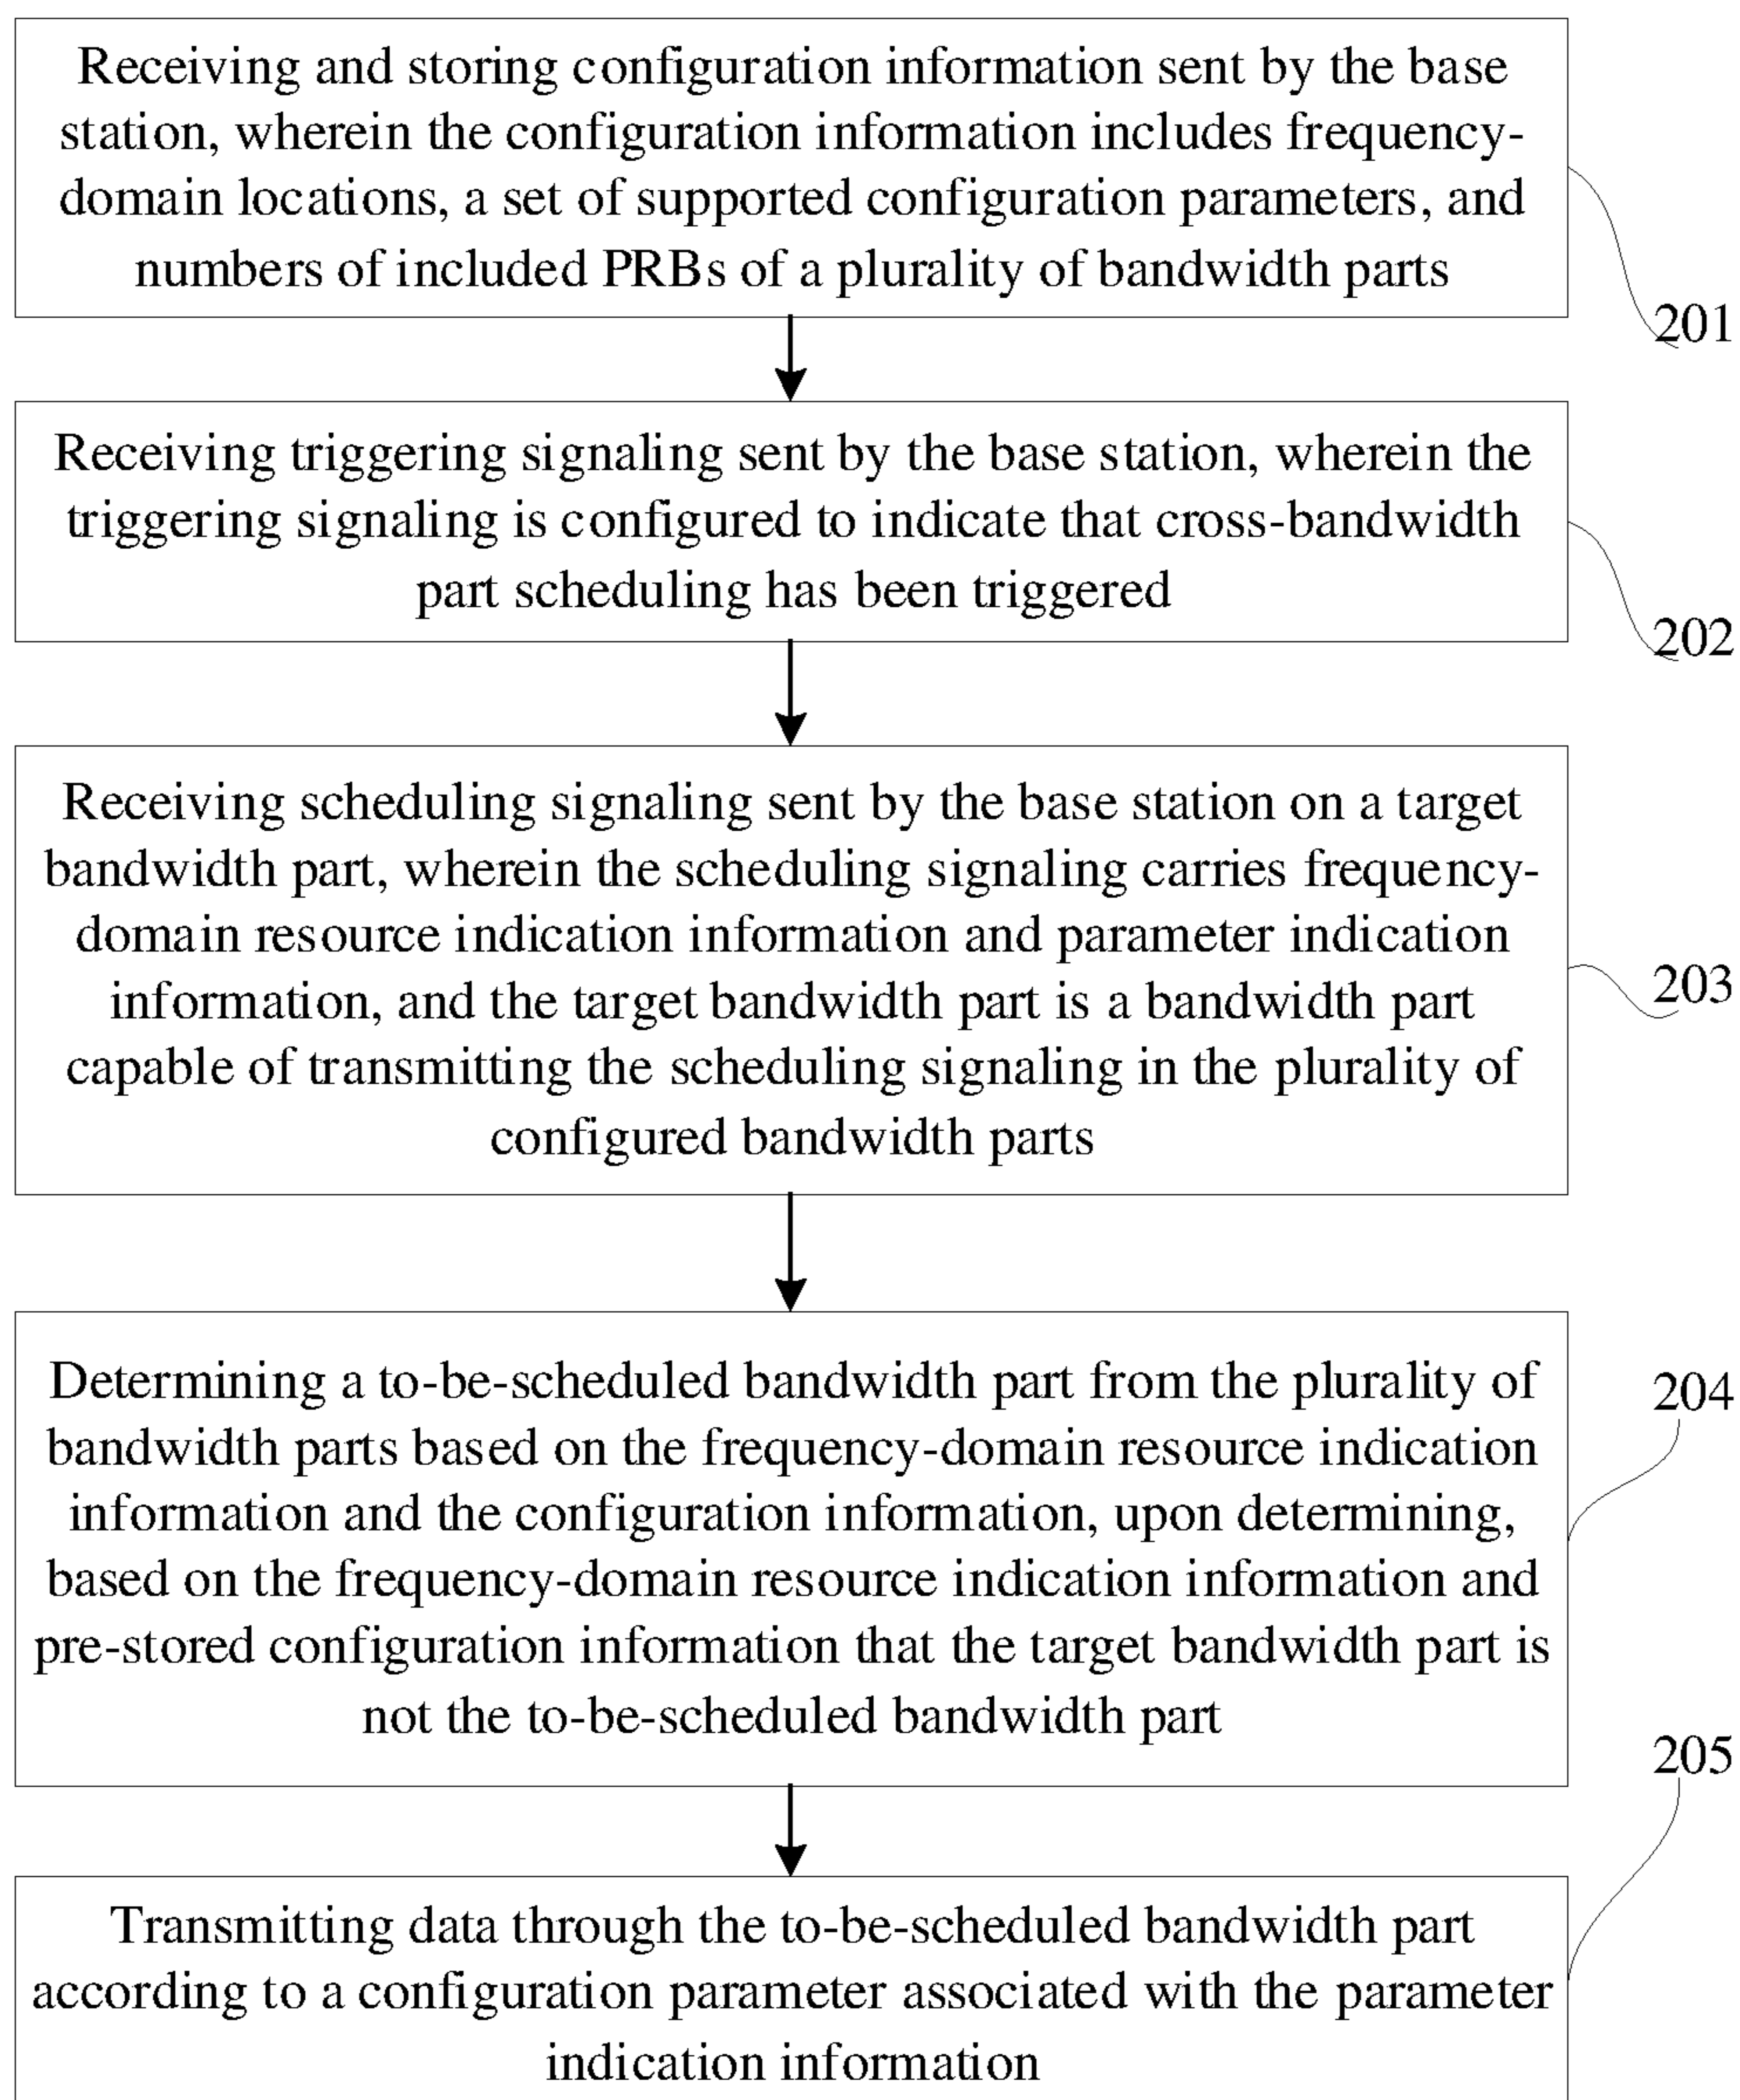 Receiving and storing configuration information sent by the base
station, wherein the configuration information includes frequency-
domain locations, a set of supported configuration parameters, and
numbers of included PRBs of a plurality of bandwidth parts
201
Receiving triggering signaling sent by the base station, wherein the
triggering signaling is configured to indicate that cross-bandwidth
part scheduling has been triggered
202
Receiving scheduling signaling sent by the base station on a target
bandwidth part, wherein the scheduling signaling carries frequency-
domain resource indication information and parameter indication
information, and the target bandwidth part is a bandwidth part
capable of transmitting the scheduling signaling in the plurality of
configured bandwidth parts
203
Determining a to-be-scheduled bandwidth part from the plurality of
bandwidth parts based on the frequency-domain resource indication
information and the configuration information, upon determining,
based on the frequency-domain resource indication information and
pre-stored configuration information that the target bandwidth part is
not the to-be-scheduled bandwidth part
204
205
Transmitting data through the to-be-scheduled bandwidth part
according to a configuration parameter associated with the parameter
indication information